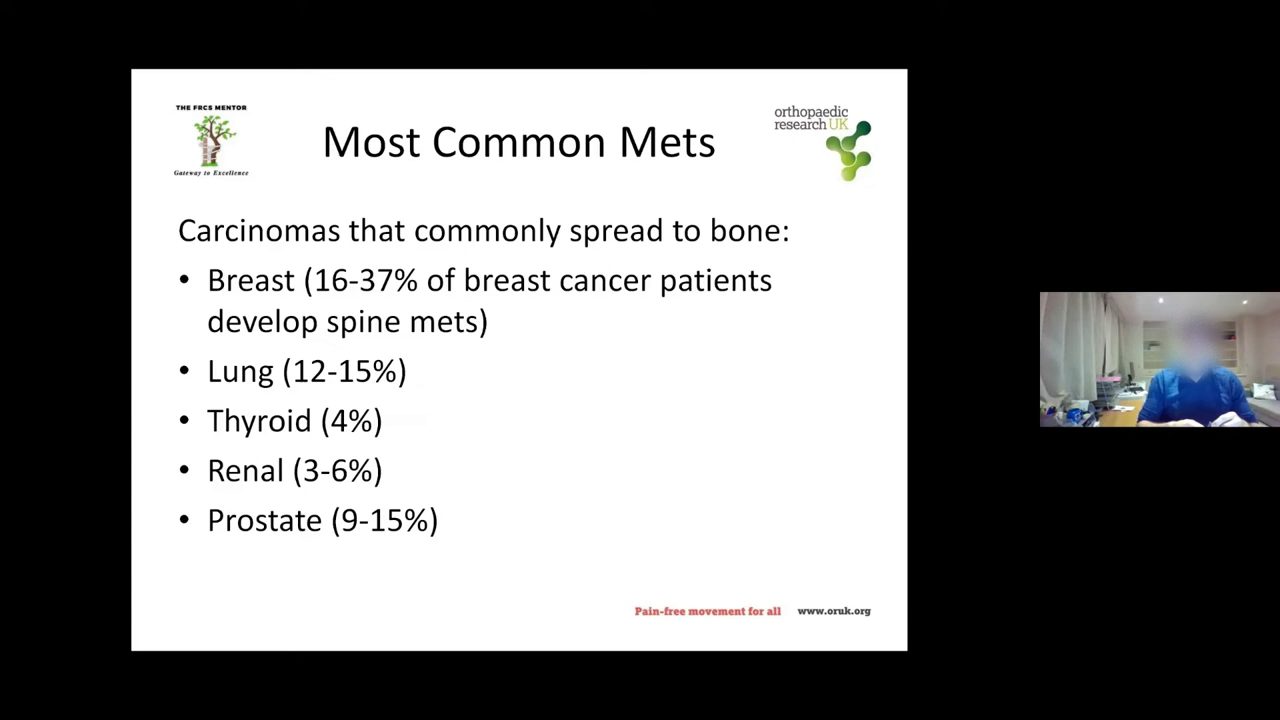 THE FRCS MENTOR
Gateway to Excellence
Most Common Mets
orthopaedic
research UK
Carcinomas that commonly spread to bone:
• Breast (16-37% of breast cancer patients
develop spine mets)
• Lung (12-15%)
• Thyroid (4%)
• Renal (3-6%)
• Prostate (9-15%)
Pain-free movement for all www.oruk.org